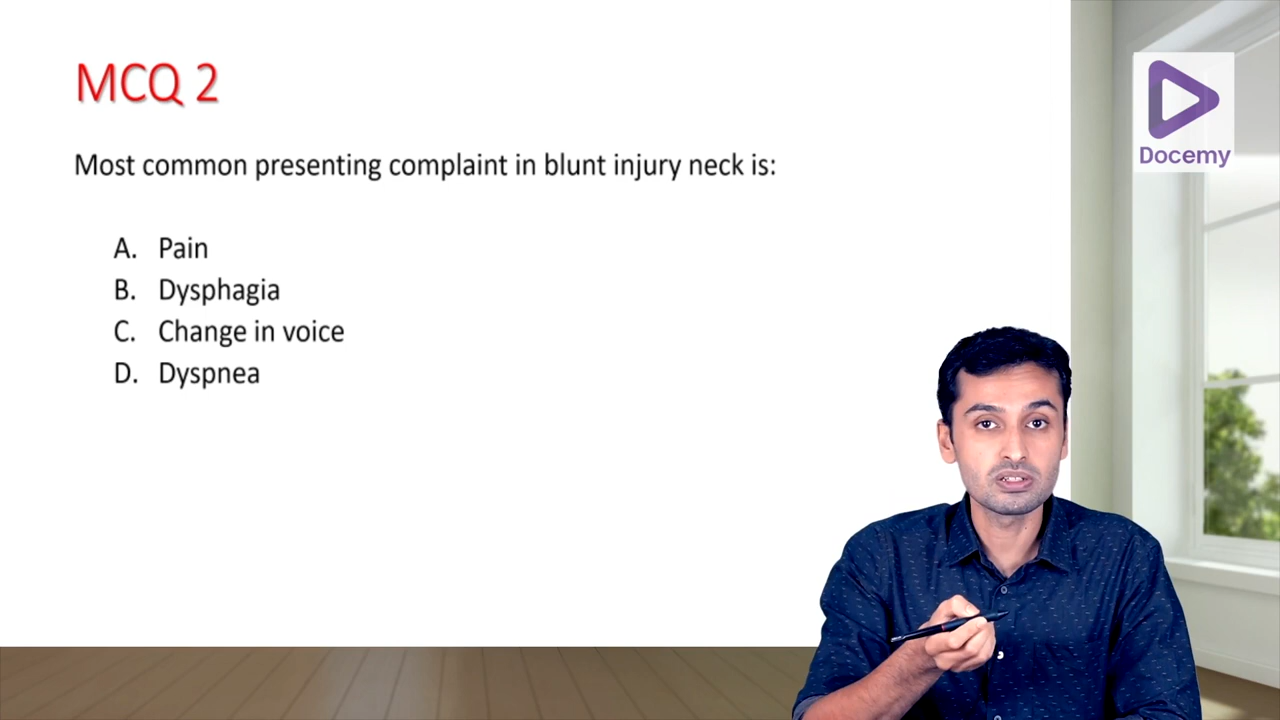 MCQ 2
Most common presenting complaint in blunt injury neck is:
A. Pain
B. Dysphagia
C. Change in voice
D. Dyspnea
Docemy